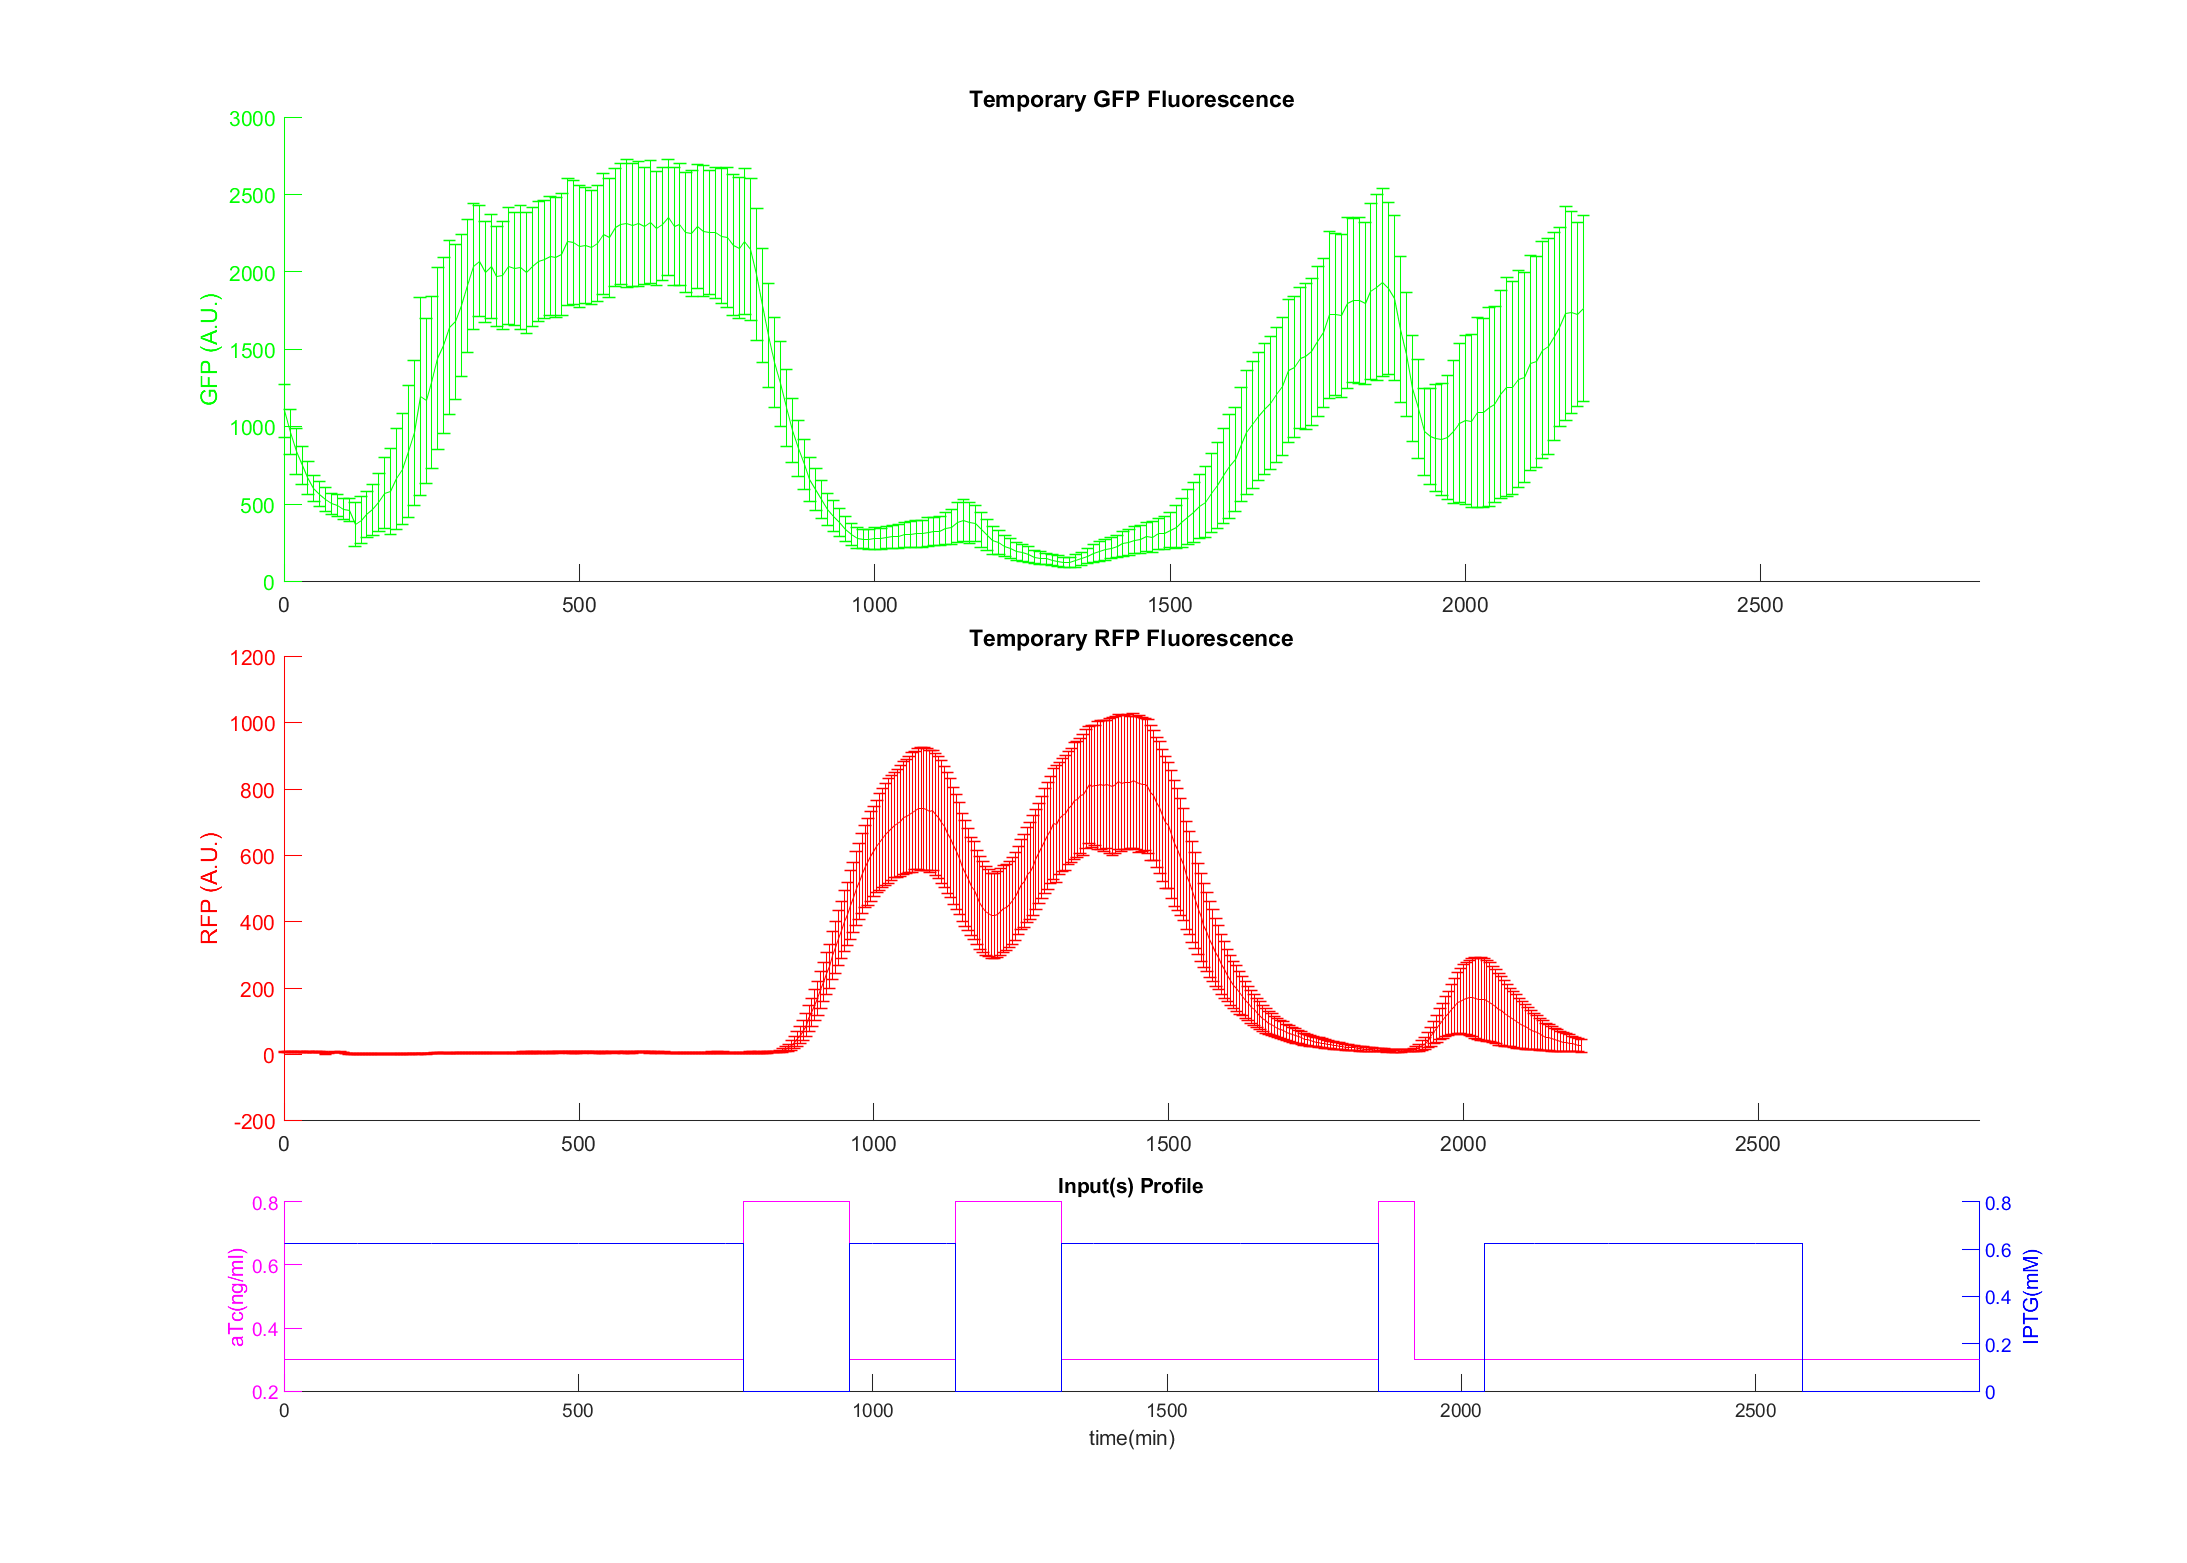 Temporary GFP Fluorescence
3000
2500
2000
1500
1000
500
0
GFP (A.U.)
0 500 1000 1500 2000 2500
Temporary RFP Fluorescence
1200
1000
800
600
400
200
0
-200
RFP (A.U.)
0 500 1000 1500 2000 2500
Input(s) Profile
0.8
0.6
0.4
0.2
aTc(ng/ml)
0.8
0.6
0.4
0.2
0
IPTG(mM)
0 500 1000 1500 2000 2500
time(min)